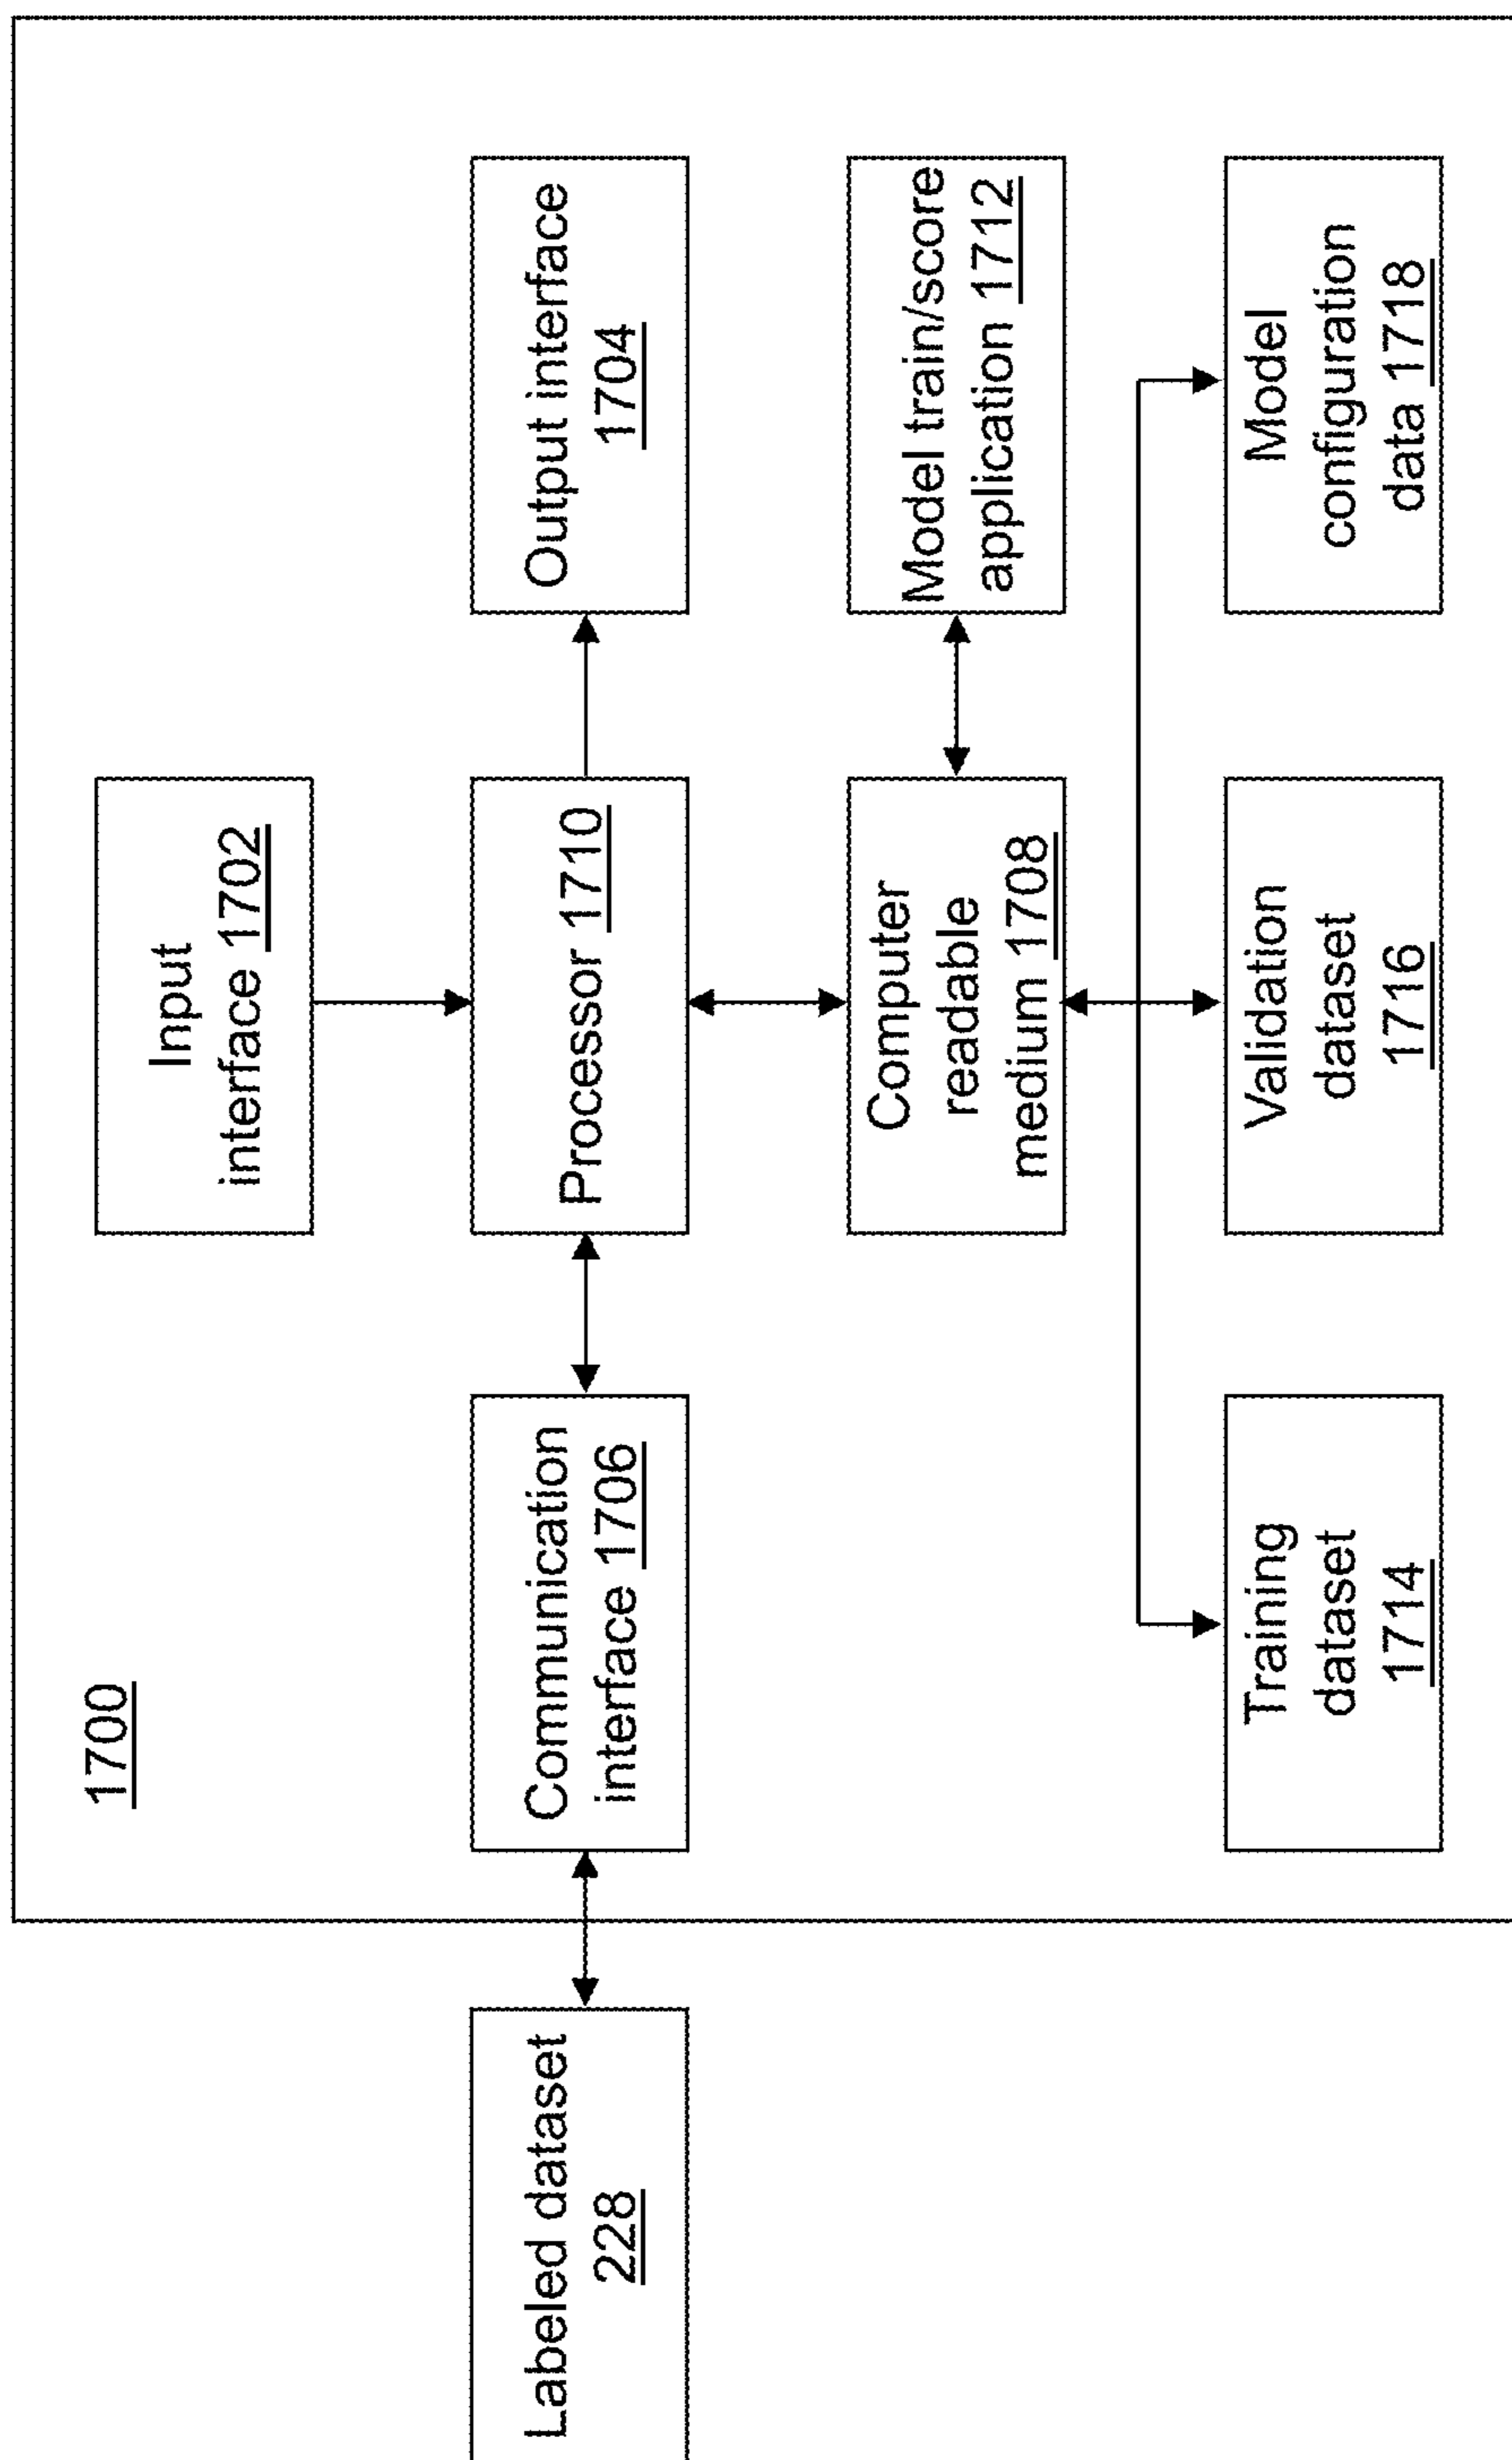 1700
Input
interface 1702
Labeled dataset
228
Communication
interface 1706
Processor 1710
Output interface
1704
Computer
readable
medium 1708
Model train/score
application 1712
Training
dataset
1714
Validation
dataset
1716
Model
configuration
data 1718